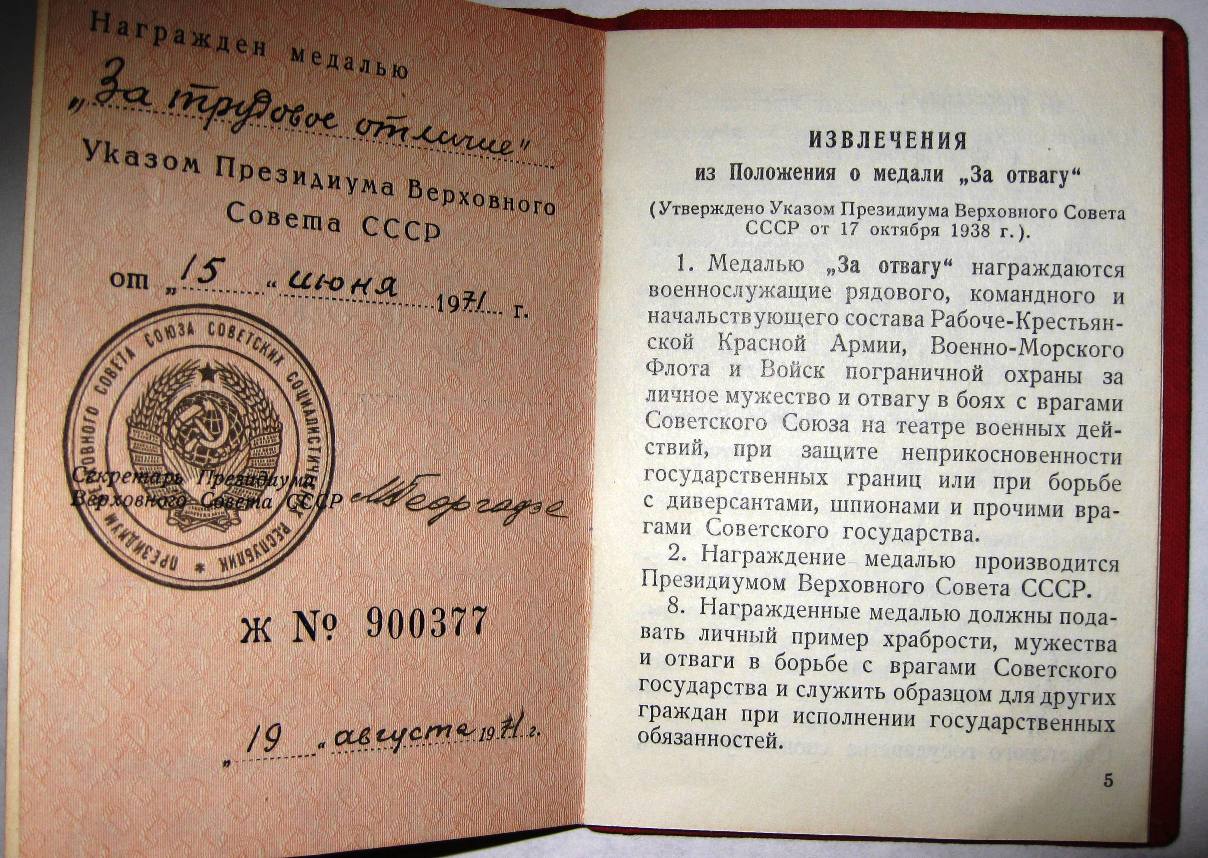 Награжден медалью
„За трудовое отличие"
Указом Президиума Верховного
Совета СССР
от „15 " июня 1971 г.
ПРЕЗИДИУМ ВЕРХОВНОГО СОВЕТА СОЮЗА СОВЕТСКИХ СОЦИАЛИСТИЧЕСКИХ РЕСПУБЛИК *
Секретарь Президиума
Верховного Совета СССР МГеоргадзе
Ж № 900377
„ 19 „ августа 1971 г.
ИЗВЛЕЧЕНИЯ
из Положения о медали „За отвагу“
(Утверждено Указом Президиума Верховного Совета
СССР от 17 октября 1938 г.).
1. Медалью „За отвагу“ награждаются
военнослужащие рядового, командного и
начальствующего состава Рабоче-Крестьян-
ской Красной Армии, Военно-Морского
Флота и Войск пограничной охраны за
личное мужество и отвагу в боях с врагами
Советского Союза на театре военных дей-
ствий, при защите неприкосновенности
государственных границ или при борьбе
с диверсантами, шпионами и прочими вра-
гами Советского государства.
2. Награждение медалью производится
Президиумом Верховного Совета СССР.
8. Награжденные медалью должны пода-
вать личный пример храбрости, мужества
и отваги в борьбе с врагами Советского
государства и служить образцом для других
граждан при исполнении государственных
обязанностей.
5